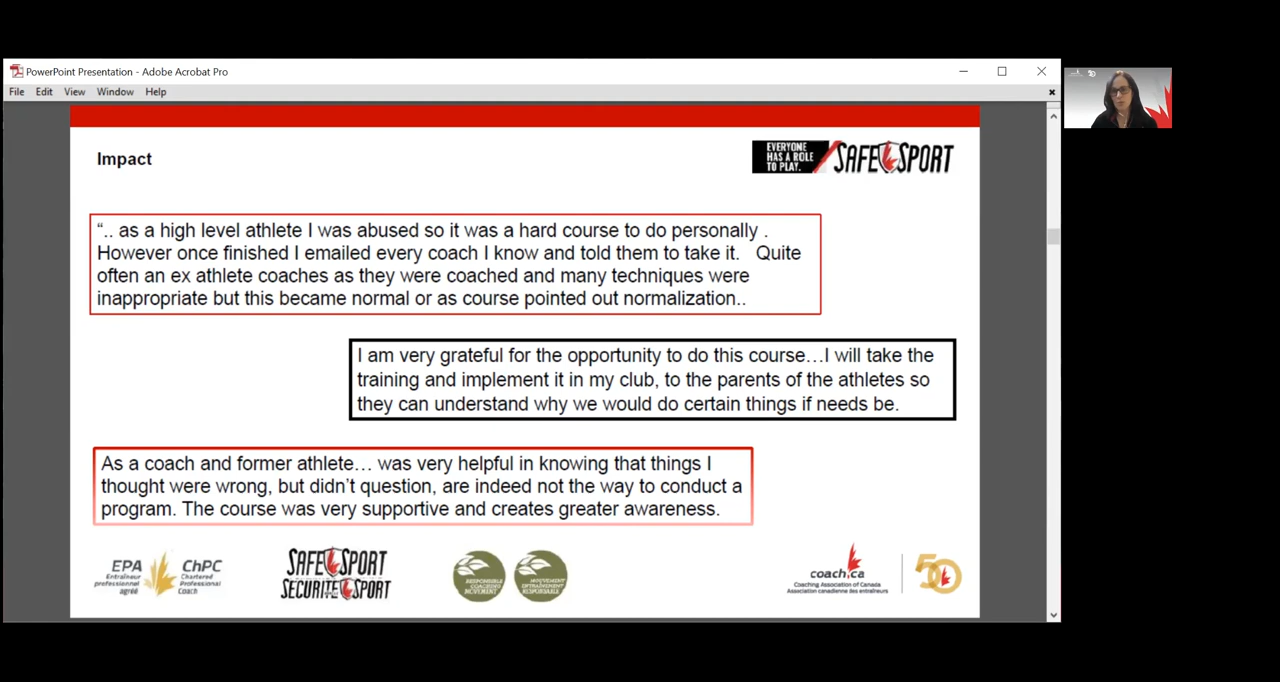 PowerPoint Presentation - Adobe Acrobat Pro
File Edit View Window Help
Impact
EVERYONE
HAS A ROLE
TO PLAY.
SAFE SPORT
“.. as a high level athlete I was abused so it was a hard course to do personally .
However once finished I emailed every coach I know and told them to take it. Quite
often an ex athlete coaches as they were coached and many techniques were
inappropriate but this became normal or as course pointed out normalization..
I am very grateful for the opportunity to do this course…I will take the
training and implement it in my club, to the parents of the athletes so
they can understand why we would do certain things if needs be.
As a coach and former athlete… was very helpful in knowing that things I
thought were wrong, but didn’t question, are indeed not the way to conduct a
program. The course was very supportive and creates greater awareness.
EPA
Entraîneur
professionnel
agréé
ChPC
Chartered
Professional
Coach
SAFE SPORT
SÉCURITÉ SPORT
RESPONSIBLE
COACHING
MOVEMENT
MOUVEMENT
ENTRAÎNEMENT
RESPONSABLE
coach.ca
Coaching Association of Canada
Association canadienne des entraîneurs
50